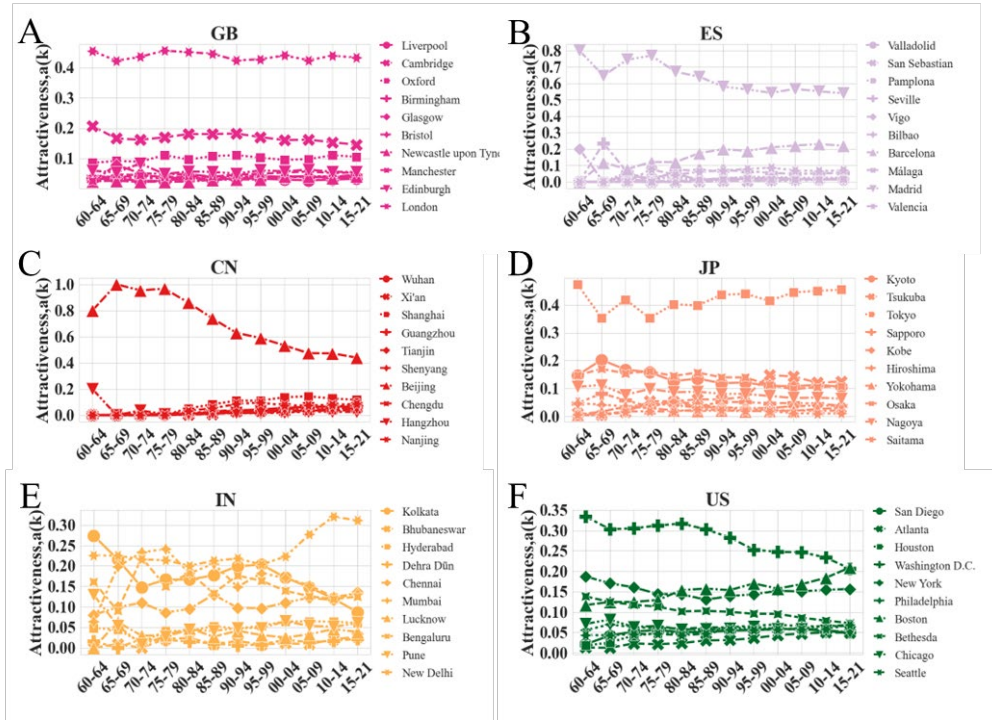 A
GB
Attractiveness,a(k)
0.4
0.3
0.2
0.1
60-64
65-69
70-74
75-79
80-84
85-89
90-94
95-99
00-04
05-09
10-14
15-21
Liverpool
Cambridge
Oxford
Birmingham
Glasgow
Bristol
Newcastle upon Tyne
Manchester
Edinburgh
London
B
ES
Attractiveness,a(k)
0.8
0.7
0.6
0.5
0.4
0.3
0.2
0.1
0.0
60-64
65-69
70-74
75-79
80-84
85-89
90-94
95-99
00-04
05-09
10-14
15-21
Valladolid
San Sebastian
Pamplona
Seville
Vigo
Bilbao
Barcelona
Málaga
Madrid
Valencia
C
CN
Attractiveness,a(k)
1.0
0.8
0.6
0.4
0.2
0.0
60-64
65-69
70-74
75-79
80-84
85-89
90-94
95-99
00-04
05-09
10-14
15-21
Wuhan
Xi'an
Shanghai
Guangzhou
Tianjin
Shenyang
Beijing
Chengdu
Hangzhou
Nanjing
D
JP
Attractiveness,a(k)
0.4
0.3
0.2
0.1
0.0
60-64
65-69
70-74
75-79
80-84
85-89
90-94
95-99
00-04
05-09
10-14
15-21
Kyoto
Tsukuba
Tokyo
Sapporo
Kobe
Hiroshima
Yokohama
Osaka
Nagoya
Saitama
E
IN
Attractiveness,a(k)
0.30
0.25
0.20
0.15
0.10
0.05
0.00
60-64
65-69
70-74
75-79
80-84
85-89
90-94
95-99
00-04
05-09
10-14
15-21
Kolkata
Bhubaneswar
Hyderabad
Dehra Dūn
Chennai
Mumbai
Lucknow
Bengaluru
Pune
New Delhi
F
US
Attractiveness,a(k)
0.35
0.30
0.25
0.20
0.15
0.10
0.05
0.00
60-64
65-69
70-74
75-79
80-84
85-89
90-94
95-99
00-04
05-09
10-14
15-21
San Diego
Atlanta
Houston
Washington D.C.
New York
Philadelphia
Boston
Bethesda
Chicago
Seattle